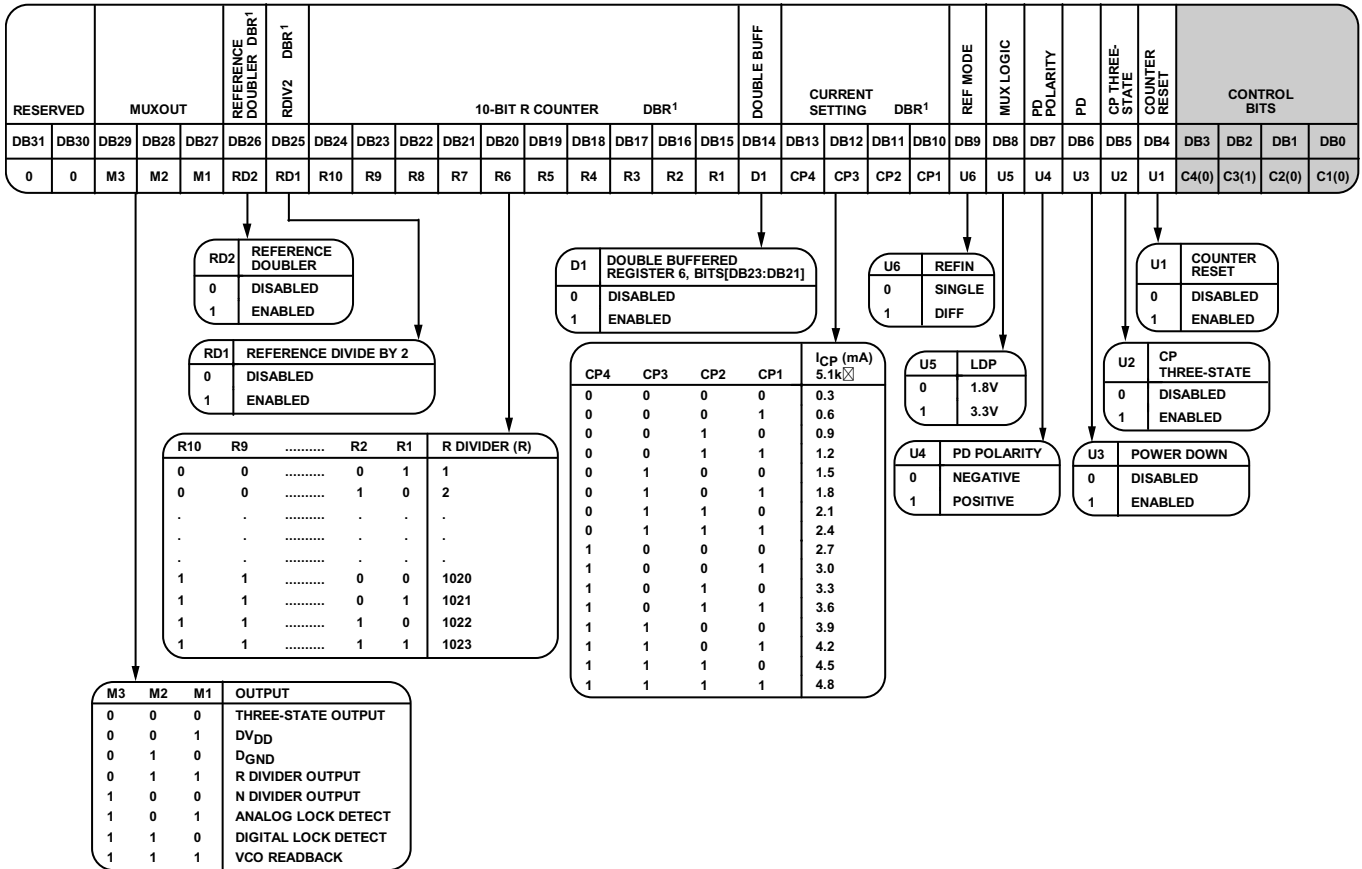 RESERVED MUXOUT REFERENCE DOUBLER DBR1 RDIV2 DBR1 10-BIT R COUNTER DBR1 DOUBLE BUFF CURRENT SETTING DBR1 REF MODE MUX LOGIC PD POLARITY PD CP THREE-STATE COUNTER RESET CONTROL BITS
DB31 DB30 DB29 DB28 DB27 DB26 DB25 DB24 DB23 DB22 DB21 DB20 DB19 DB18 DB17 DB16 DB15 DB14 DB13 DB12 DB11 DB10 DB9 DB8 DB7 DB6 DB5 DB4 DB3 DB2 DB1 DB0
0 0 M3 M2 M1 RD2 RD1 R10 R9 R8 R7 R6 R5 R4 R3 R2 R1 D1 CP4 CP3 CP2 CP1 U6 U5 U4 U3 U2 U1 C4(0) C3(1) C2(0) C1(0)
RD2 REFERENCE DOUBLER
0 DISABLED
1 ENABLED
RD1 REFERENCE DIVIDE BY 2
0 DISABLED
1 ENABLED
R10 R9 .......... R2 R1 R DIVIDER (R)
0 0 .......... 0 1 1
0 0 .......... 1 0 2
. . .......... . . .
. . .......... . . .
. . .......... . . .
1 1 .......... 0 0 1020
1 1 .......... 0 1 1021
1 1 .......... 1 0 1022
1 1 .......... 1 1 1023
M3 M2 M1 OUTPUT
0 0 0 THREE-STATE OUTPUT
0 0 1 DVDD
0 1 0 DGND
0 1 1 R DIVIDER OUTPUT
1 0 0 N DIVIDER OUTPUT
1 0 1 ANALOG LOCK DETECT
1 1 0 DIGITAL LOCK DETECT
1 1 1 VCO READBACK
D1 DOUBLE BUFFERED
REGISTER 6, BITS[DB23:DB21]
0 DISABLED
1 ENABLED
ICP (mA)
CP4 CP3 CP2 CP1 5.1k
0 0 0 0 0.3
0 0 0 1 0.6
0 0 1 0 0.9
0 0 1 1 1.2
0 1 0 0 1.5
0 1 0 1 1.8
0 1 1 0 2.1
0 1 1 1 2.4
1 0 0 0 2.7
1 0 0 1 3.0
1 0 1 0 3.3
1 0 1 1 3.6
1 1 0 0 3.9
1 1 0 1 4.2
1 1 1 0 4.5
1 1 1 1 4.8
U6 REFIN
0 SINGLE
1 DIFF
U5 LDP
0 1.8V
1 3.3V
U4 PD POLARITY
0 NEGATIVE
1 POSITIVE
U1 COUNTER
RESET
0 DISABLED
1 ENABLED
U2 CP
THREE-STATE
0 DISABLED
1 ENABLED
U3 POWER DOWN
0 DISABLED
1 ENABLED